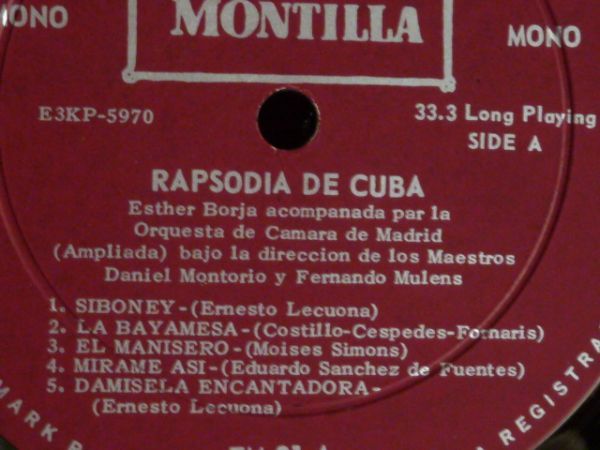 MONO
MONTILLA
MONO
E3KP-5970
33.3 Long Playing
SIDE A
RAPSODIA DE CUBA
Esther Borja acompanada par la
Orquesta de Camara de Madrid
(Ampliada) bajo la direccion de los Maestros
Daniel Montorio y Fernando Mulens
1. SIBONEY-(Ernesto Lecuona)
2. LA BAYAMESA-(Costillo-Cespedes-Fornaris)
3. EL MANISERO-(Moises Simons)
4. MIRAME ASI-(Eduardo Sanchez de Fuentes)
5. DAMISELA ENCANTADORA-
(Ernesto Lecuona)
MARK
REGISTRA